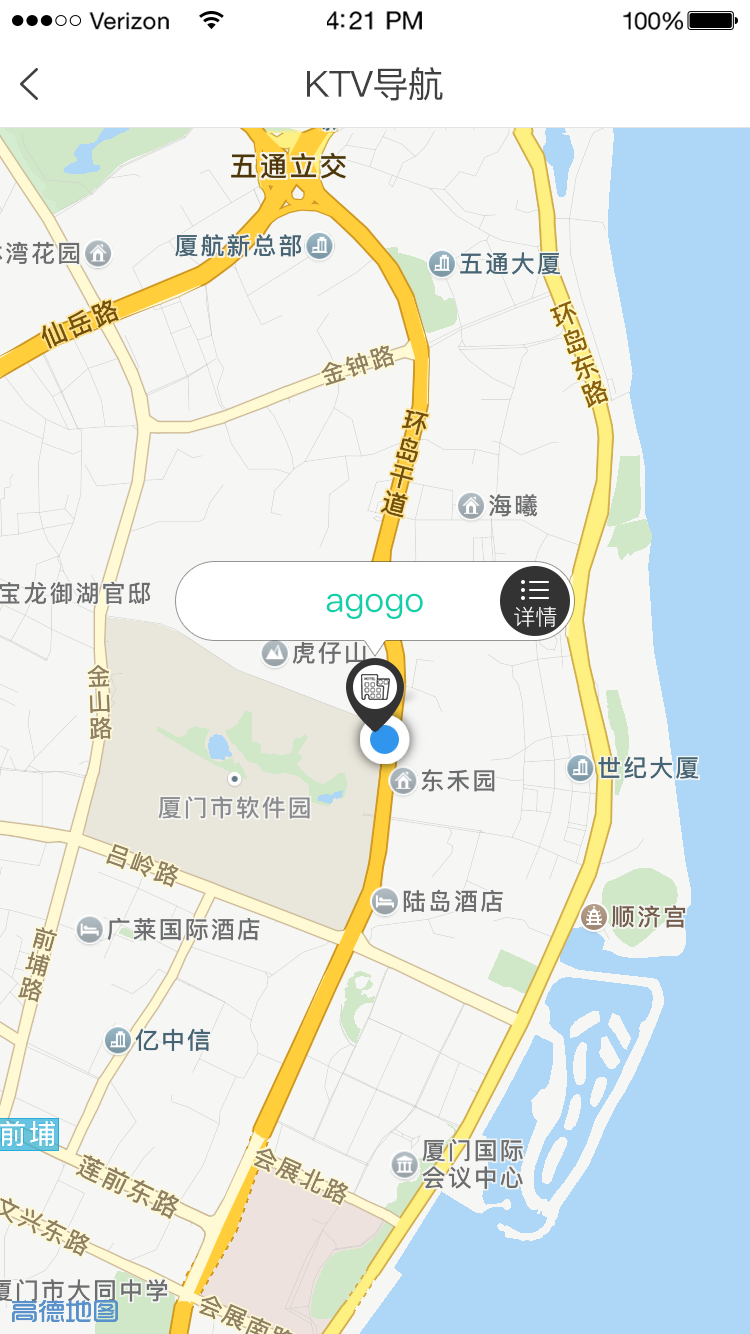 Verizon 4:21 PM 100%
KTV导航
五通立交
厦航新总部
湾花园
五通大厦
仙岳路
环岛东路
金钟路
环岛干道
海曦
宝龙御湖官邸
agogo
详情
虎仔山
金山路
世纪大厦
东禾园
厦门市软件园
吕岭路
陆岛酒店
顺济宫
广莱国际酒店
前埔路
亿中信
前埔
厦门国际
会议中心
会展北路
莲前东路
文兴东路
厦门市大同中学
高德地图
会展南路